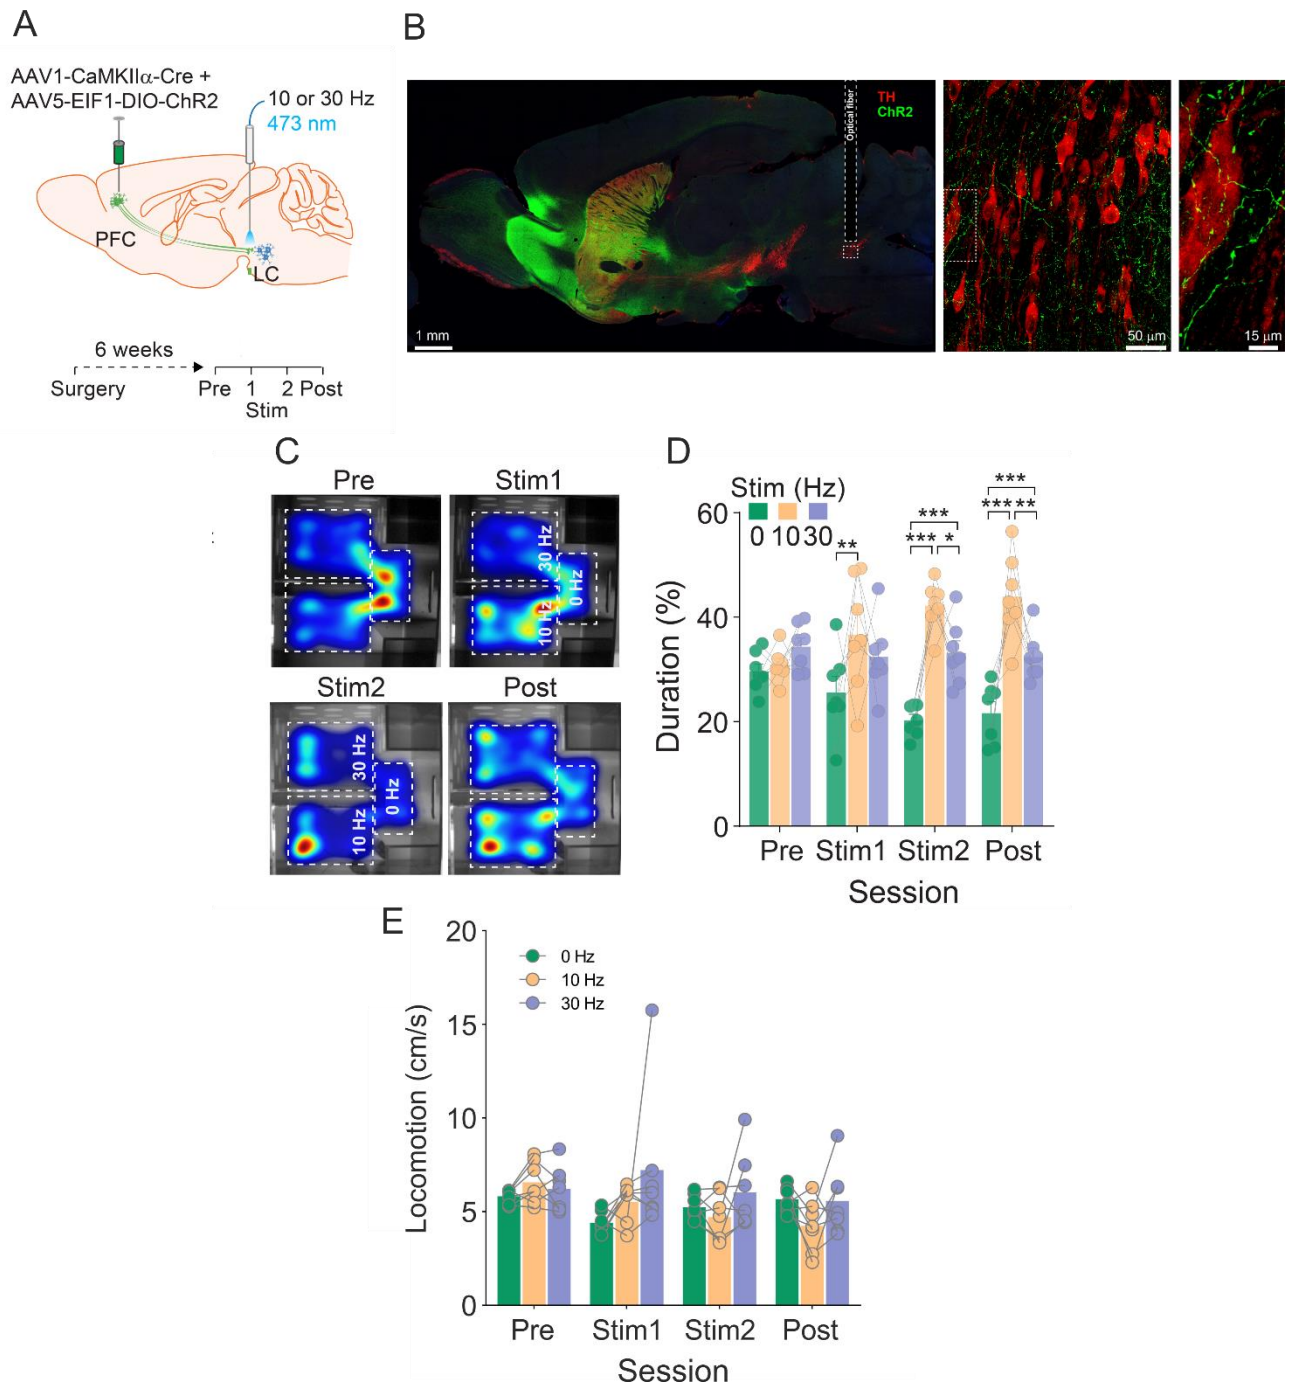 A
AAV1-CaMKIIα-Cre +
AAV5-EIF1-DIO-ChR2
10 or 30 Hz
473 nm
PFC
LC
6 weeks
Surgery
Pre 1 2 Post
Stim
B
Optical fiber
TH
ChR2
1 mm
50 μm
15 μm
C
Pre
Stim1
30 Hz
0 Hz
10 Hz
Stim2
Post
30 Hz
0 Hz
10 Hz
D
Stim (Hz)
0 10 30
**
***
*** *
***
*** **
Duration (%)
60
40
20
0
Pre Stim1 Stim2 Post
Session
E
0 Hz
10 Hz
30 Hz
Locomotion (cm/s)
20
15
10
5
0
Pre Stim1 Stim2 Post
Session